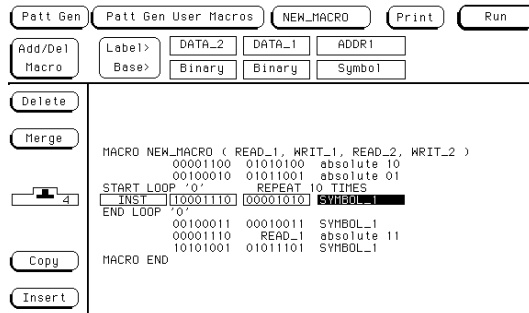 Patt Gen Patt Gen User Macros NEW_MACRO Print Run
Add/Del Macro
Label> DATA_2 DATA_1 ADDR1
Base> Binary Binary Symbol
Delete
Merge
MACRO NEW_MACRO ( READ_1, WRIT_1, READ_2, WRIT_2 )
00001100 01010100 absolute 10
00100010 01011001 absolute 01
START LOOP '0' REPEAT 10 TIMES
4 INST 10001110 00001010 SYMBOL_1
END LOOP '0'
00100011 00010011 SYMBOL_1
00001110 READ_1 absolute 11
10101001 01011101 SYMBOL_1
Copy MACRO END
Insert